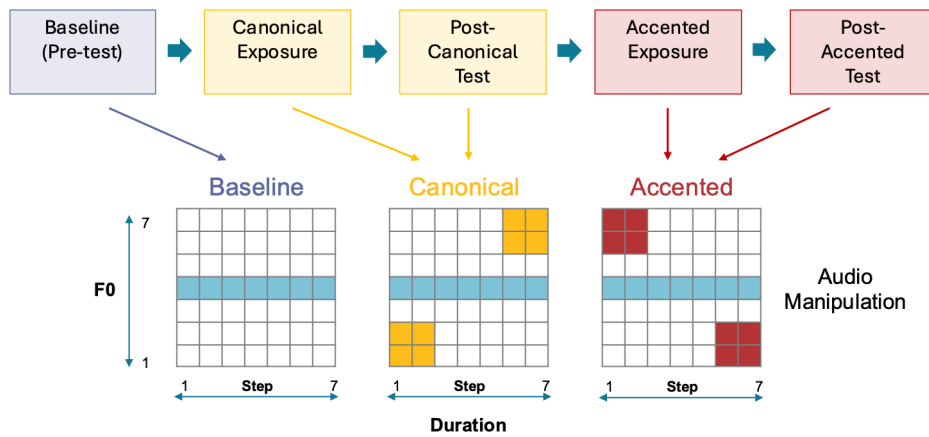 Baseline
(Pre-test)
Canonical
Exposure
Post-
Canonical
Test
Accented
Exposure
Post-
Accented
Test
Baseline
Canonical
Accented
7
F0
1
Audio
Manipulation
1 Step 7
1 Step 7
1 Step 7
Duration